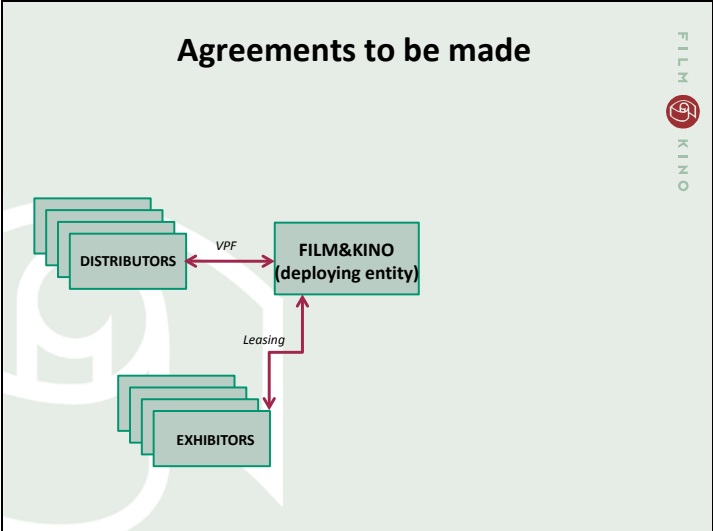 Agreements to be made
FILM KINO
DISTRIBUTORS
VPF
FILM&KINO
(deploying entity)
Leasing
EXHIBITORS